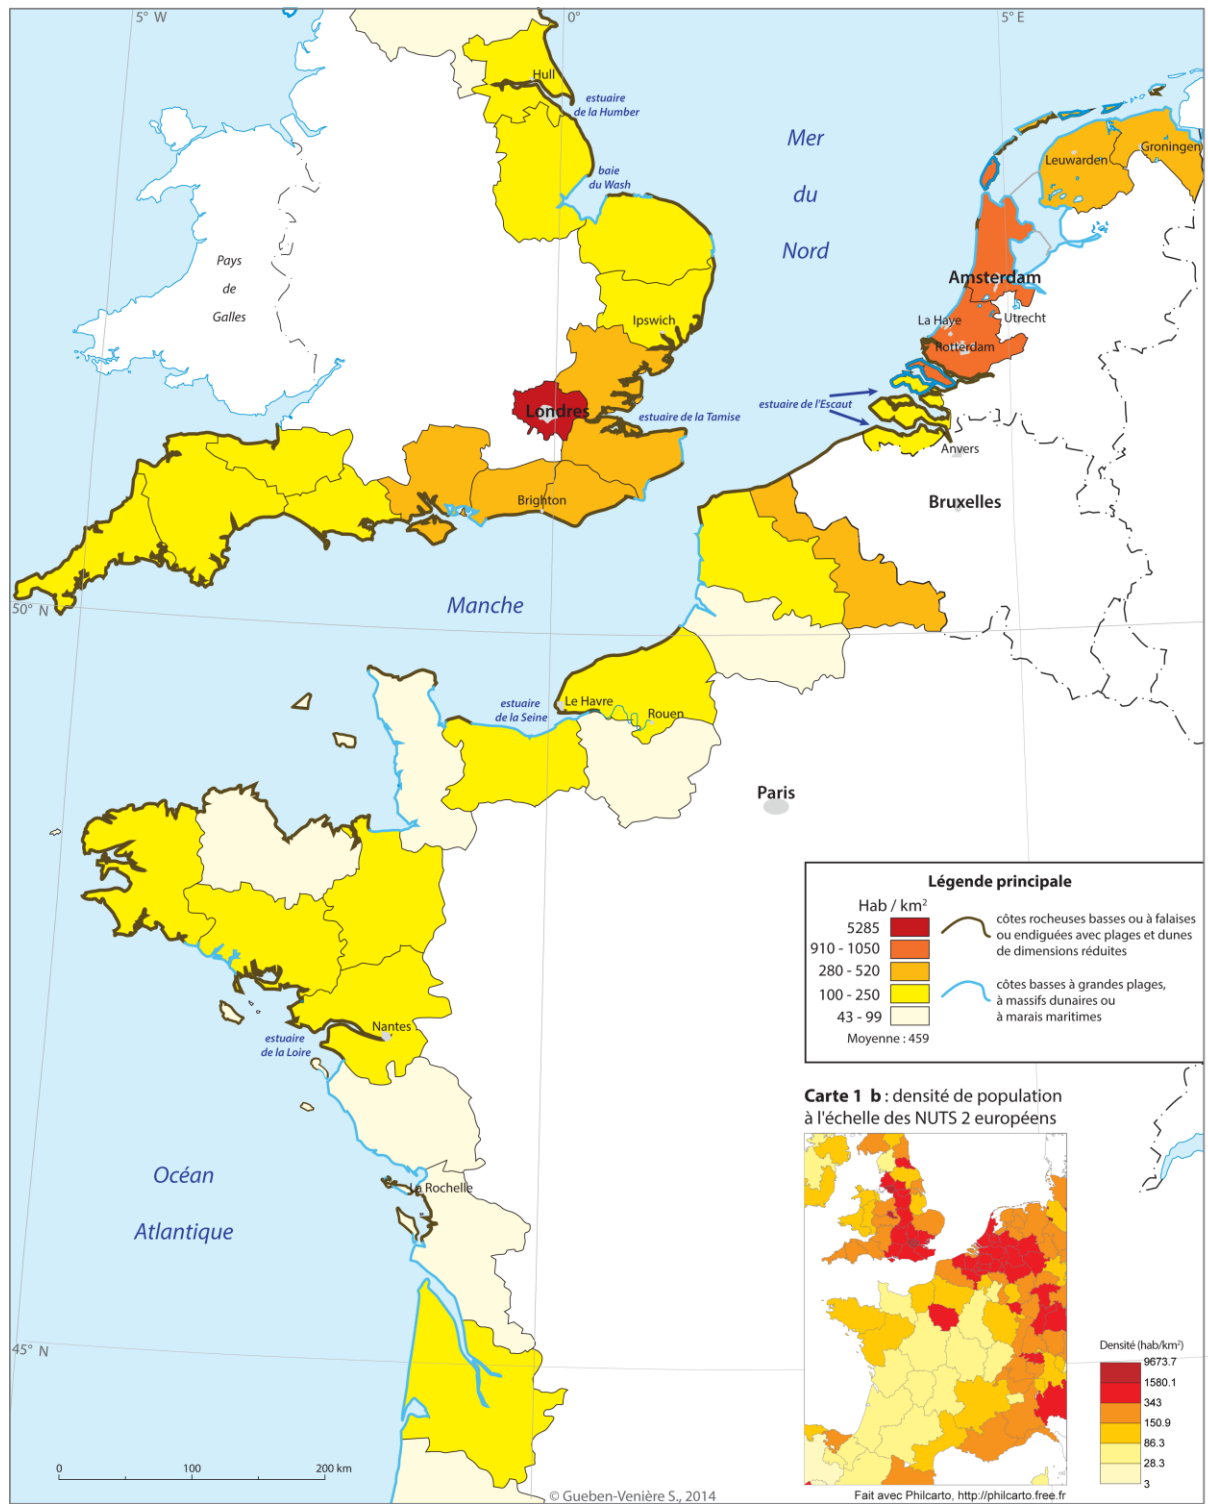 5° W
0°
5° E
Hull
estuaire
de la Humber
Mer
du
Nord
baie
du Wash
Leuwarden
Groningen
Pays
de
Galles
Amsterdam
La Haye
Utrecht
Rotterdam
Ipswich
Londres
estuaire de la Tamise
estuaire de l'Escaut
Anvers
Brighton
Bruxelles
50° N
Manche
estuaire
de la Seine
Le Havre
Rouen
Paris
Nantes
estuaire
de la Loire
Océan
Atlantique
La Rochelle
45° N
0 100 200 km
© Gueben-Venière S., 2014
Légende principale
Hab / km²
5285
910 - 1050
280 - 520
100 - 250
43 - 99
Moyenne : 459
côtes rocheuses basses ou à falaises
ou endiguées avec plages et dunes
de dimensions réduites
côtes basses à grandes plages,
à massifs dunaires ou
à marais maritimes
Carte 1 b : densité de population
à l'échelle des NUTS 2 européens
Densité (hab/km²)
9673.7
1580.1
343
150.9
86.3
28.3
3
Fait avec Philcarto, http://philcarto.free.fr